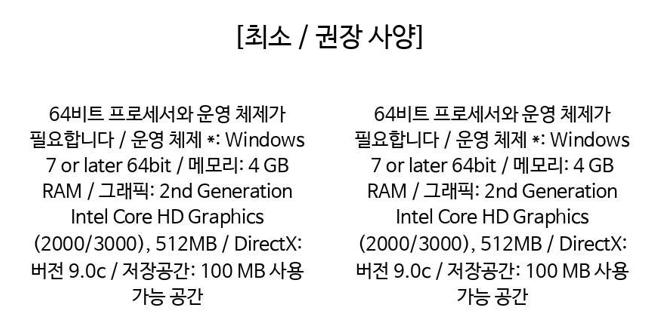 [최소 / 권장 사양]
64비트 프로세서와 운영 체제가
필요합니다 / 운영 체제 *: Windows
7 or later 64bit / 메모리: 4 GB
RAM / 그래픽: 2nd Generation
Intel Core HD Graphics
(2000/3000), 512MB / DirectX:
버전 9.0c / 저장공간: 100 MB 사용
가능 공간
64비트 프로세서와 운영 체제가
필요합니다 / 운영 체제 *: Windows
7 or later 64bit / 메모리: 4 GB
RAM / 그래픽: 2nd Generation
Intel Core HD Graphics
(2000/3000), 512MB / DirectX:
버전 9.0c / 저장공간: 100 MB 사용
가능 공간